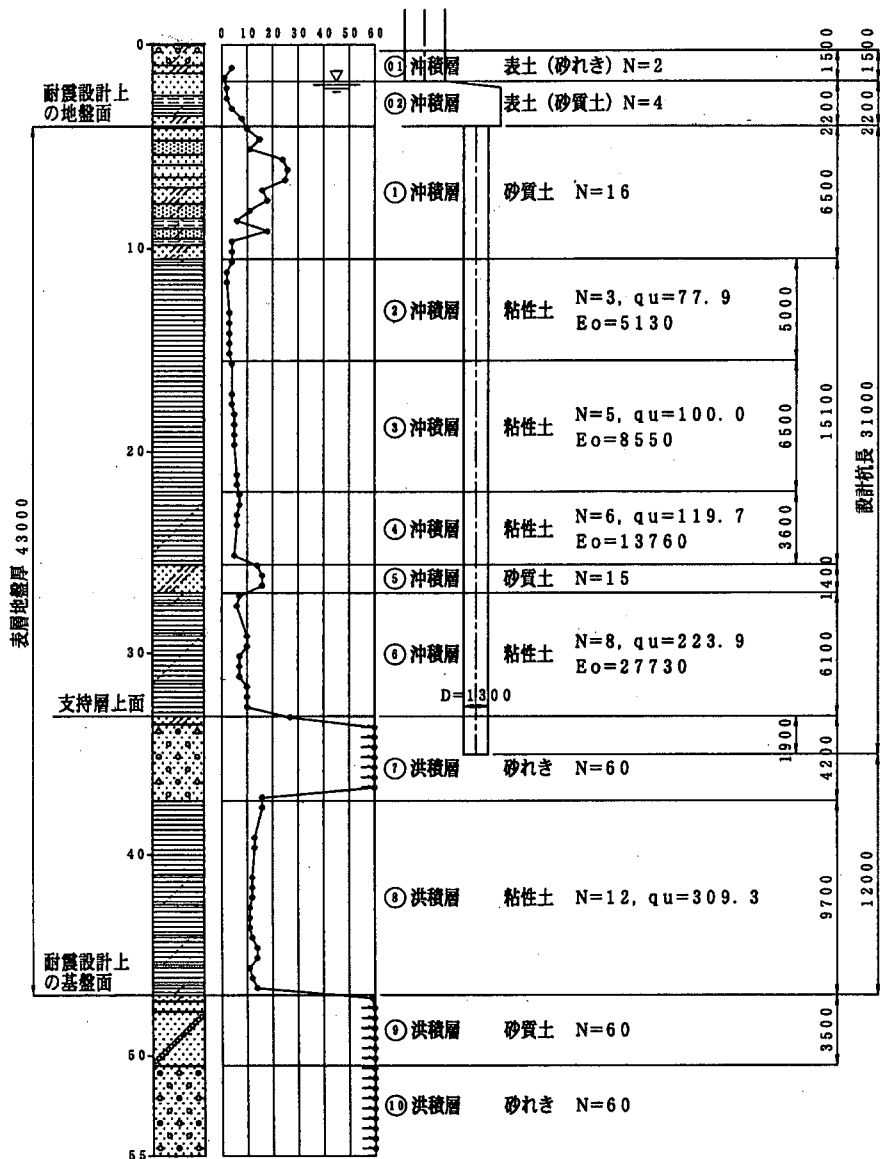 0 10 20 30 40 50 60
0
10
20
30
40
50
55
耐震設計上
の地盤面
表層地盤厚 43000
支持層上面
耐震設計上
の基盤面
01 沖積層 表土 (砂れき) N=2
02 沖積層 表土 (砂質土) N=4
① 沖積層 砂質土 N=16
② 沖積層 粘性土 N=3, qu=77.9
Eo=5130
③ 沖積層 粘性土 N=5, qu=100.0
Eo=8550
④ 沖積層 粘性土 N=6, qu=119.7
Eo=13760
⑤ 沖積層 砂質土 N=15
⑥ 沖積層 粘性土 N=8, qu=223.9
Eo=27730
D=1300
⑦ 洪積層 砂れき N=60
⑧ 洪積層 粘性土 N=12, qu=309.3
⑨ 洪積層 砂質土 N=60
⑩ 洪積層 砂れき N=60
5000
6500
3600
1900
1500
2200
6500
15100
1400
6100
4200
9700
3500
1500
2200
設計杭長 31000
12000